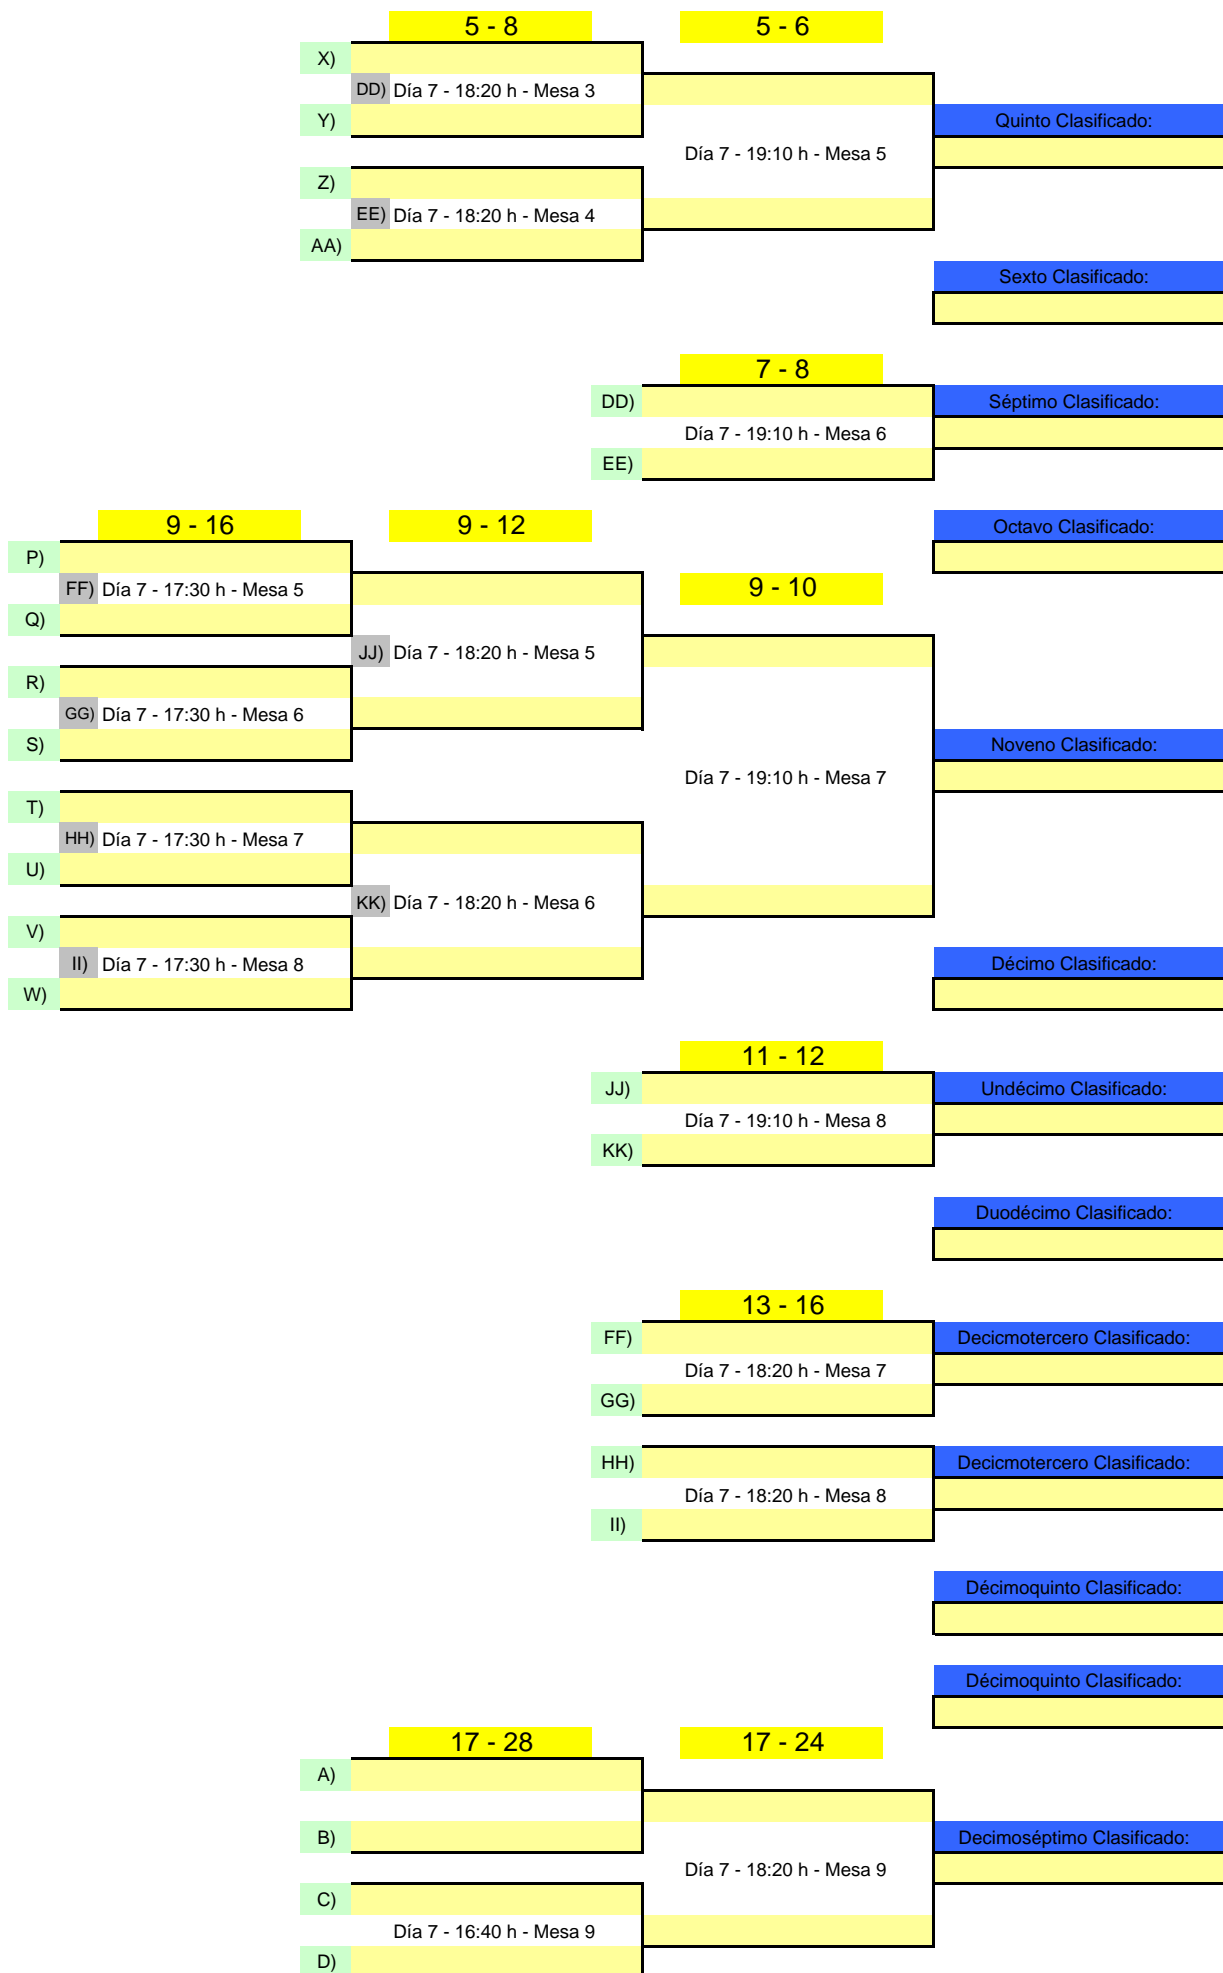 5 - 8 5 - 6
X)
DD) Día 7 - 18:20 h - Mesa 3
Y) Quinto Clasificado:
Día 7 - 19:10 h - Mesa 5
Z)
EE) Día 7 - 18:20 h - Mesa 4
AA)
Sexto Clasificado:
7 - 8
DD) Séptimo Clasificado:
Día 7 - 19:10 h - Mesa 6
EE)
9 - 16 9 - 12 Octavo Clasificado:
P)
FF) Día 7 - 17:30 h - Mesa 5 9 - 10
Q)
JJ) Día 7 - 18:20 h - Mesa 5
R)
GG) Día 7 - 17:30 h - Mesa 6
S) Noveno Clasificado:
Día 7 - 19:10 h - Mesa 7
T)
HH) Día 7 - 17:30 h - Mesa 7
U)
KK) Día 7 - 18:20 h - Mesa 6
V)
II) Día 7 - 17:30 h - Mesa 8 Décimo Clasificado:
W)
11 - 12
JJ) Undécimo Clasificado:
Día 7 - 19:10 h - Mesa 8
KK)
Duodécimo Clasificado:
13 - 16
FF) Decicmotercero Clasificado:
Día 7 - 18:20 h - Mesa 7
GG)
HH) Decicmotercero Clasificado:
Día 7 - 18:20 h - Mesa 8
II)
Décimoquinto Clasificado:
Décimoquinto Clasificado:
17 - 28 17 - 24
A)
B) Decimoséptimo Clasificado:
Día 7 - 18:20 h - Mesa 9
C)
Día 7 - 16:40 h - Mesa 9
D)